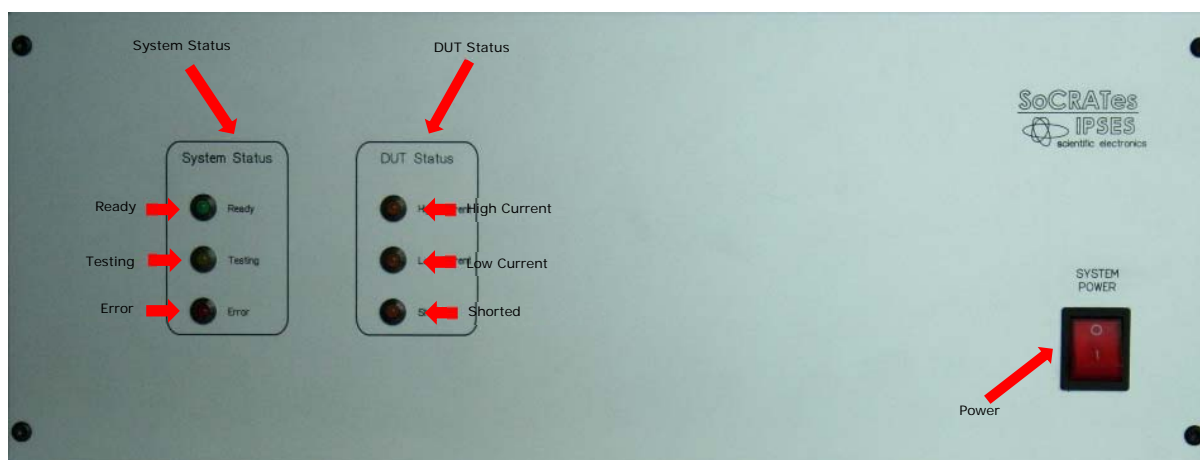 System Status
DUT Status
SoCRATes
IPSES
scientific electronics
System Status
DUT Status
Ready
Ready
High Current
Testing
Testing
Low Current
Error
Error
Shorted
SYSTEM
POWER
O
I
Power